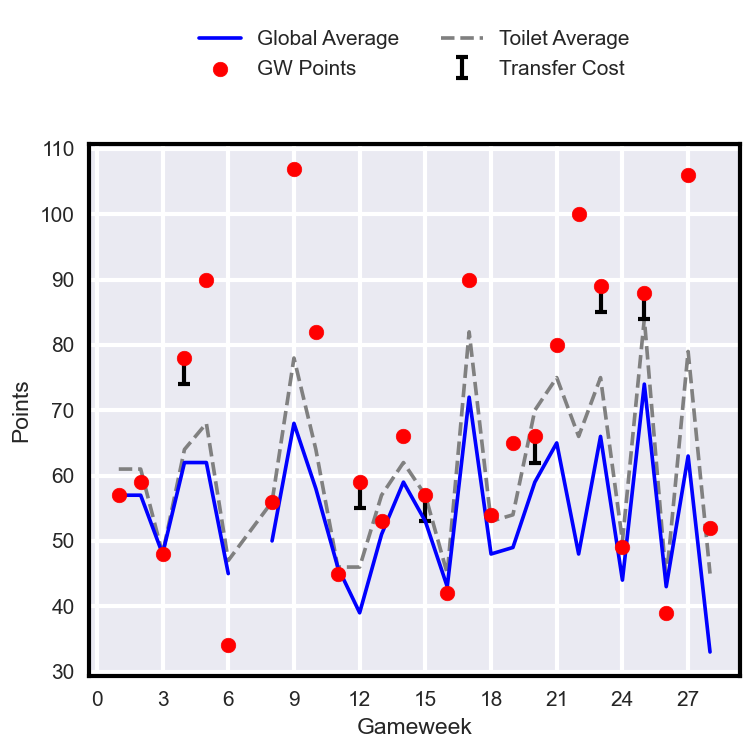 Global Average
Toilet Average
GW Points
Transfer Cost
110
100
90
80
70
60
50
40
30
Points
0 3 6 9 12 15 18 21 24 27
Gameweek